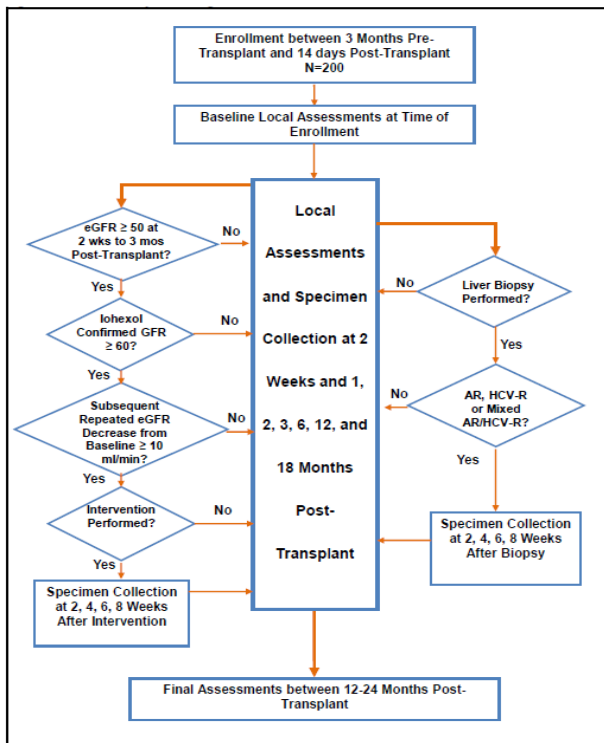 Enrollment between 3 Months Pre-
Transplant and 14 days Post-Transplant
N=200
Baseline Local Assessments at Time of
Enrollment
eGFR ≥ 50 at
2 wks to 3 mos
Post-Transplant?
No
Yes
Iohexol
Confirmed GFR
≥ 60?
No
Yes
Subsequent
Repeated eGFR
Decrease from
Baseline ≥ 10
ml/min?
No
Yes
Intervention
Performed?
No
Yes
Specimen Collection
at 2, 4, 6, 8 Weeks
After Intervention
Local
Assessments
and Specimen
Collection at 2
Weeks and 1,
2, 3, 6, 12, and
18 Months
Post-
Transplant
Liver Biopsy
Performed?
No
Yes
AR, HCV-R
or Mixed
AR/HCV-R?
No
Yes
Specimen Collection
at 2, 4, 6, 8 Weeks
After Biopsy
Final Assessments between 12-24 Months Post-
Transplant